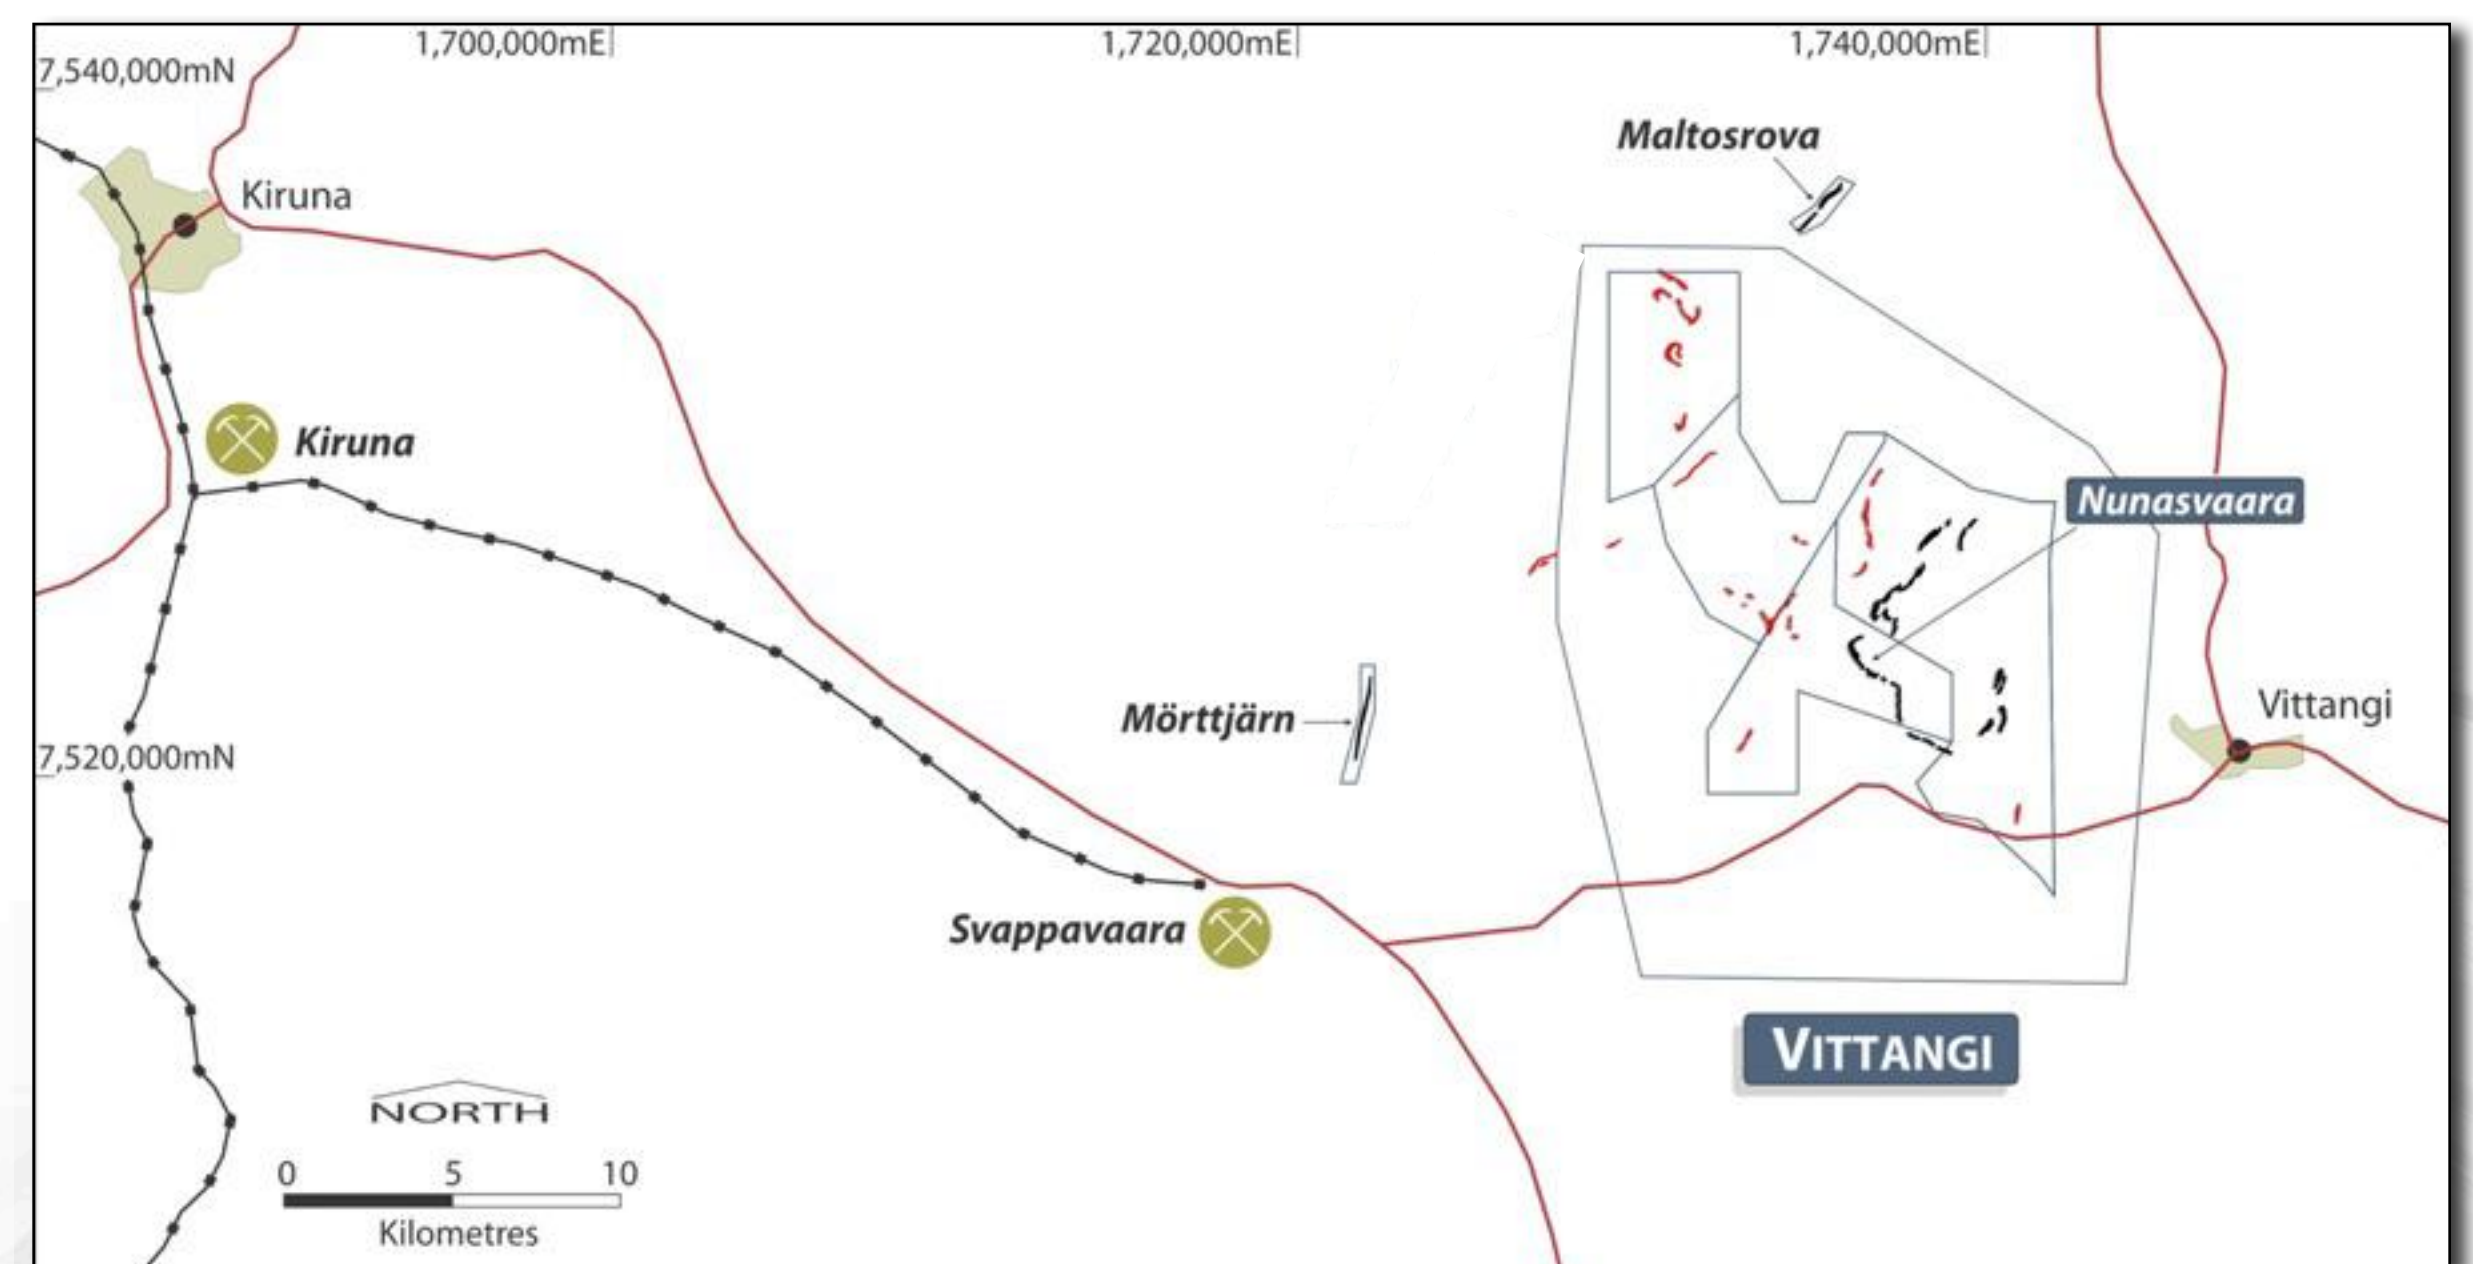 1,700,000mE
1,720,000mE
1,740,000mE
7,540,000mN
Maltosrova
Kiruna
Kiruna
Nunasvaara
Mörttjärn
Vittangi
7,520,000mN
Svappavaara
VITTANGI
NORTH
0 5 10
Kilometres